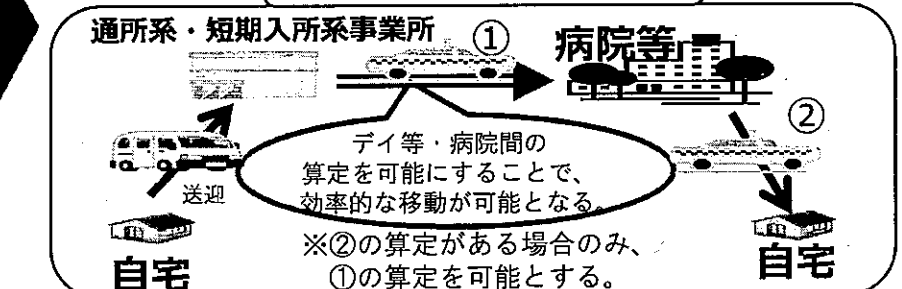 通所系・短期入所系事業所
①
病院等
②
デイ等・病院間の
算定を可能にすることで、
効率的な移動が可能となる。
送迎
※②の算定がある場合のみ、
①の算定を可能とする。
自宅
自宅